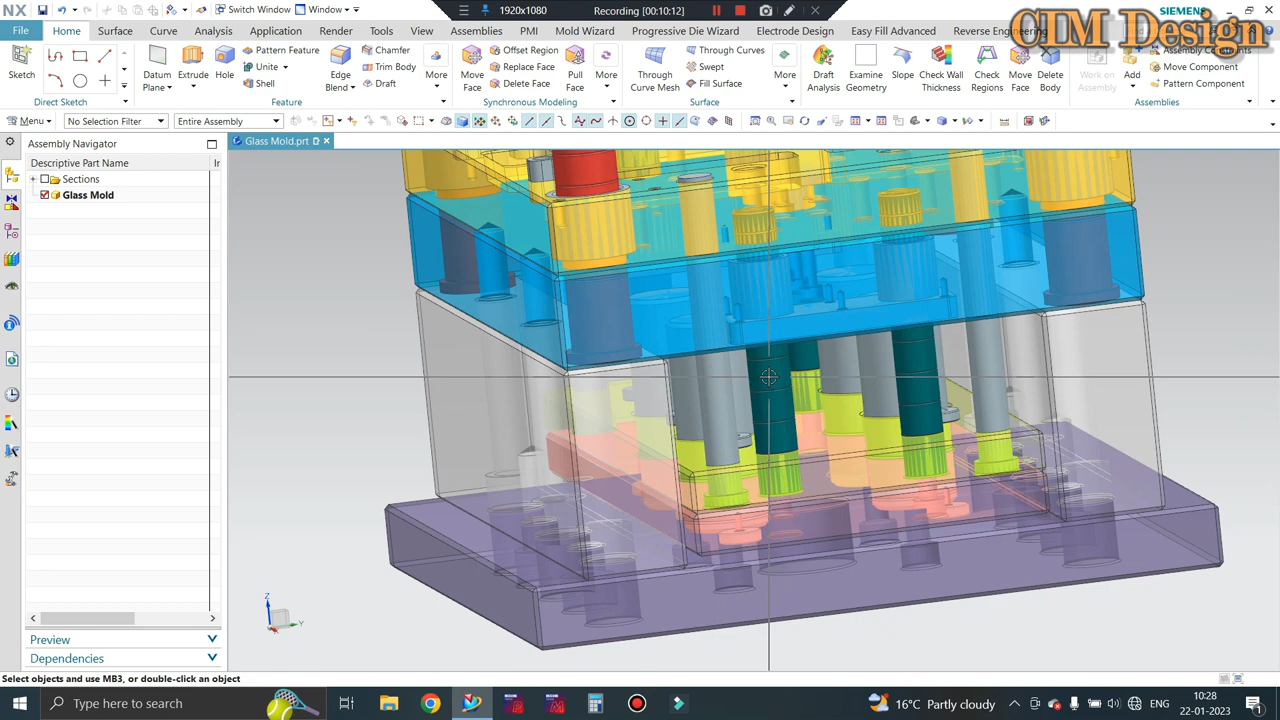 NX
Switch Window
Window
1920x1080
Recording [00:10:12]
SIEMENS
CIM Design
File
Home
Surface
Curve
Analysis
Application
Render
Tools
View
Assemblies
PMI
Mold Wizard
Progressive Die Wizard
Electrode Design
Easy Fill Advanced
Reverse Engineering
Sketch
Direct Sketch
Datum Plane
Extrude
Hole
Pattern Feature
Unite
Shell
Edge Blend
Chamfer
Trim Body
Draft
More
Feature
Move Face
Offset Region
Replace Face
Delete Face
Pull Face
More
Synchronous Modeling
Through Curve Mesh
Through Curves
Swept
Fill Surface
More
Surface
Draft Analysis
Examine Geometry
Slope
Check Wall Thickness
Check Regions
Move Face
Delete Body
Work on Assembly
Add
Assembly Constraints
Move Component
Pattern Component
Assemblies
Menu
No Selection Filter
Entire Assembly
Assembly Navigator
Glass Mold.prt
Descriptive Part Name
Ir
Sections
Glass Mold
Z
Y
Preview
Dependencies
Select objects and use MB3, or double-click an object
Type here to search
16°C Partly cloudy
ENG
10:28
22-01-2023